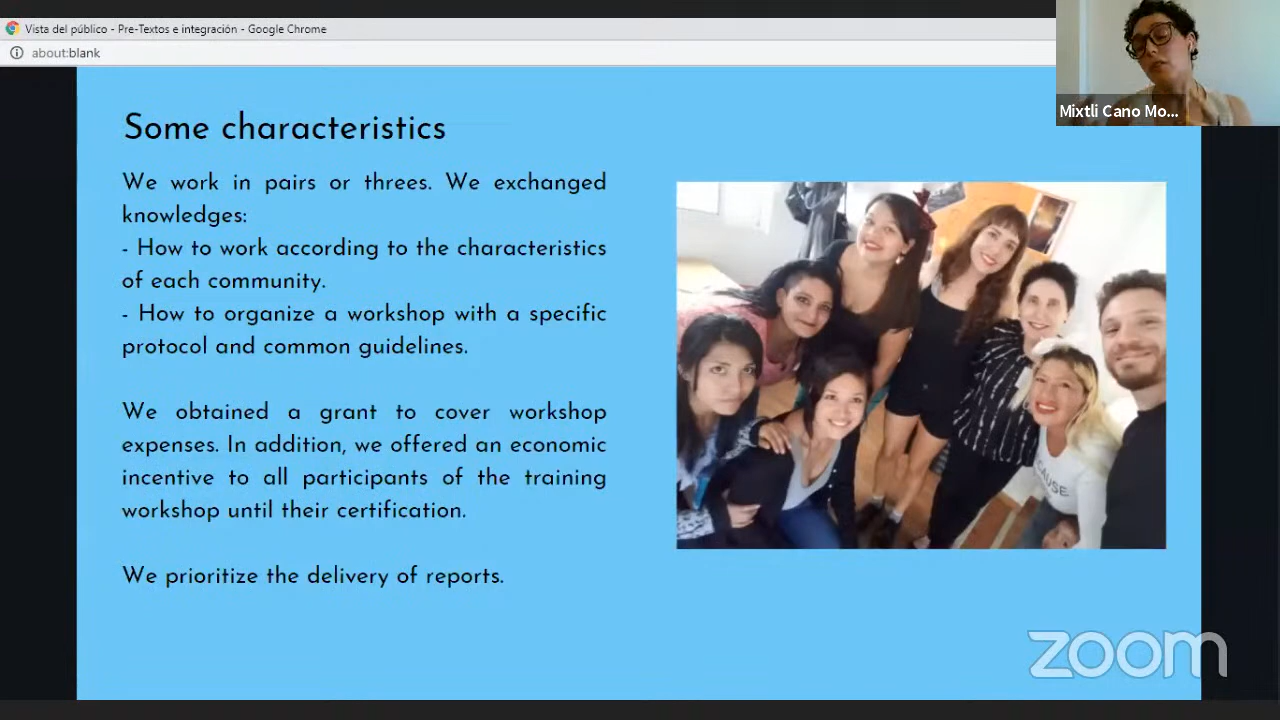 Vista del público - Pre-Textos e integración - Google Chrome
about:blank
Mixtli Cano Mo...
Some characteristics
We work in pairs or threes. We exchanged
knowledges:
- How to work according to the characteristics
of each community.
- How to organize a workshop with a specific
protocol and common guidelines.
We obtained a grant to cover workshop
expenses. In addition, we offered an economic
incentive to all participants of the training
workshop until their certification.
We prioritize the delivery of reports.
zoom